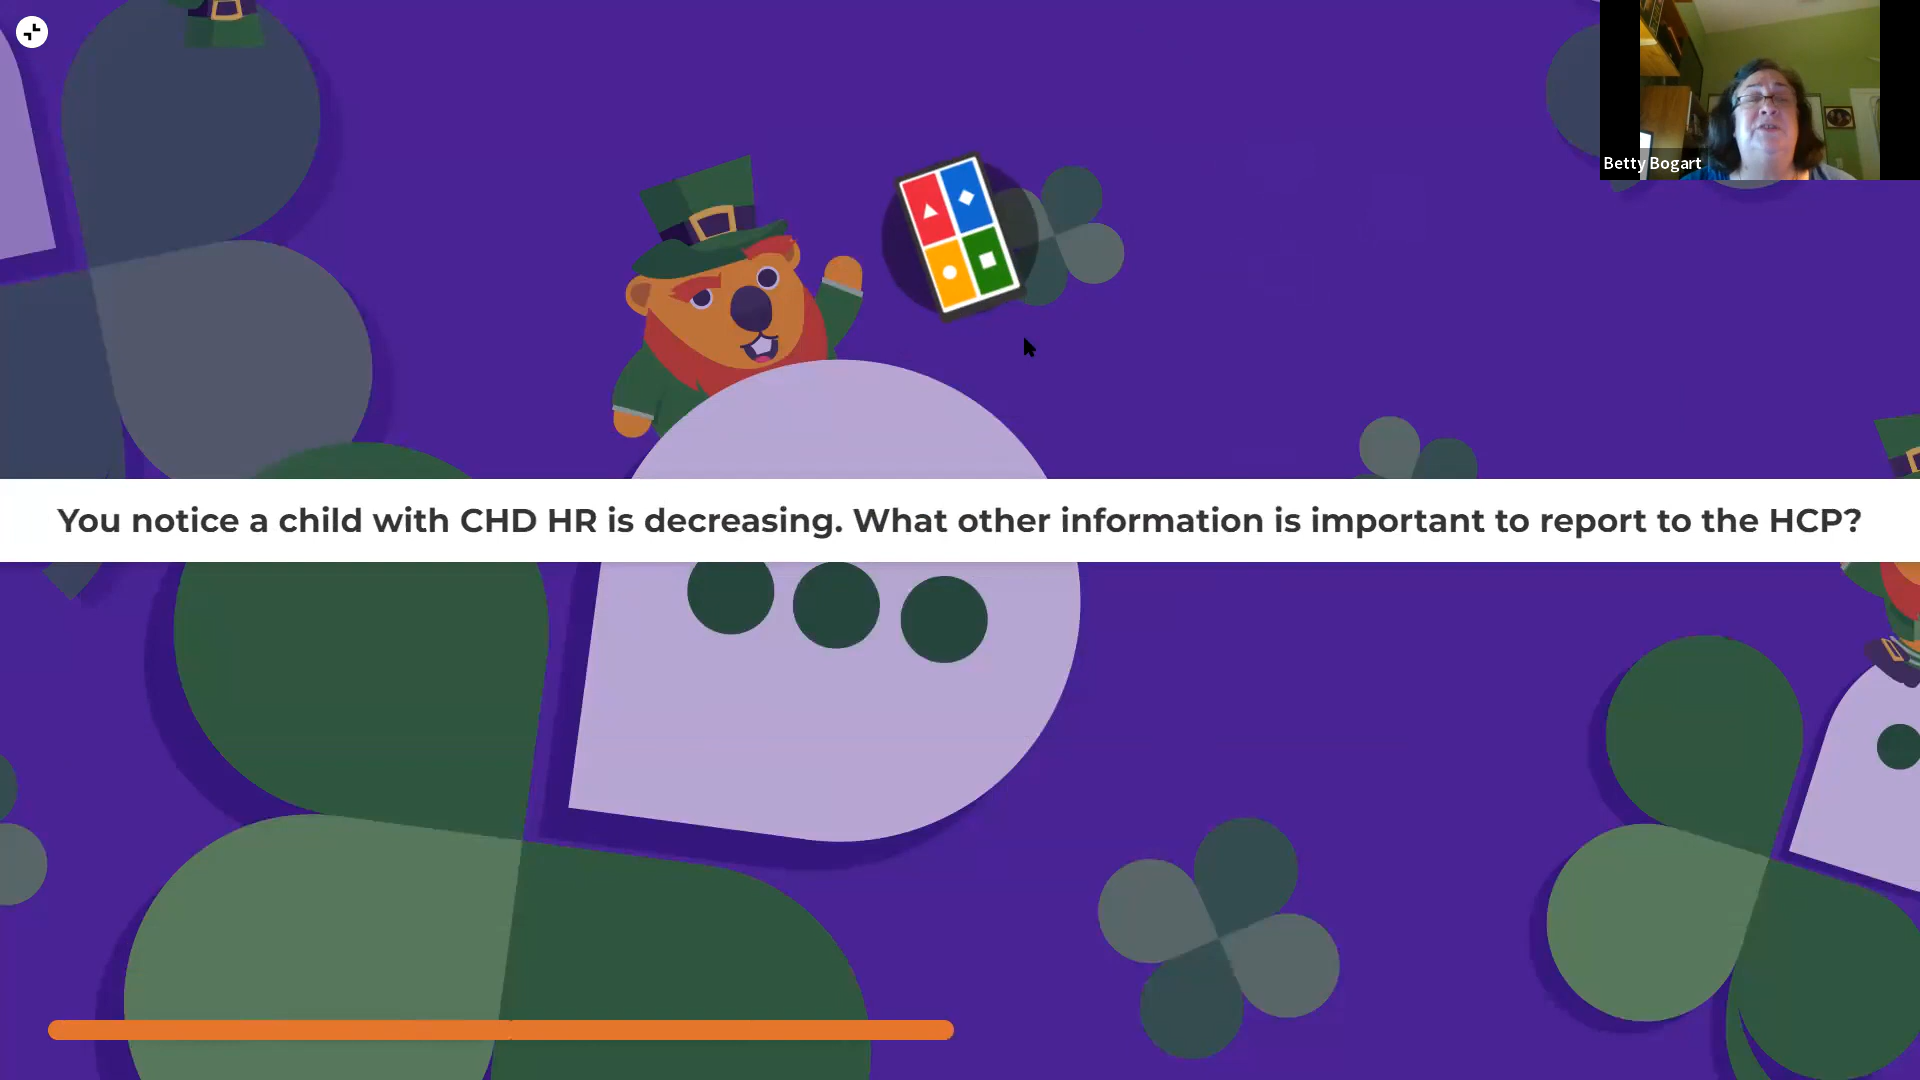 Betty Bogart
You notice a child with CHD HR is decreasing. What other information is important to report to the HCP?